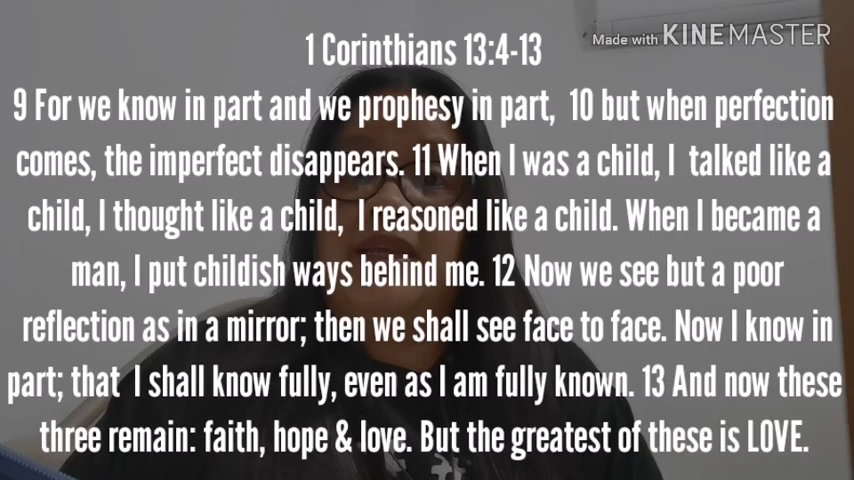 1 Corinthians 13:4-13
Made with KINEMASTER
9 For we know in part and we prophesy in part, 10 but when perfection
comes, the imperfect disappears. 11 When I was a child, I talked like a
child, I thought like a child, I reasoned like a child. When I became a
man, I put childish ways behind me. 12 Now we see but a poor
reflection as in a mirror; then we shall see face to face. Now I know in
part; that I shall know fully, even as I am fully known. 13 And now these
three remain: faith, hope & love. But the greatest of these is LOVE.